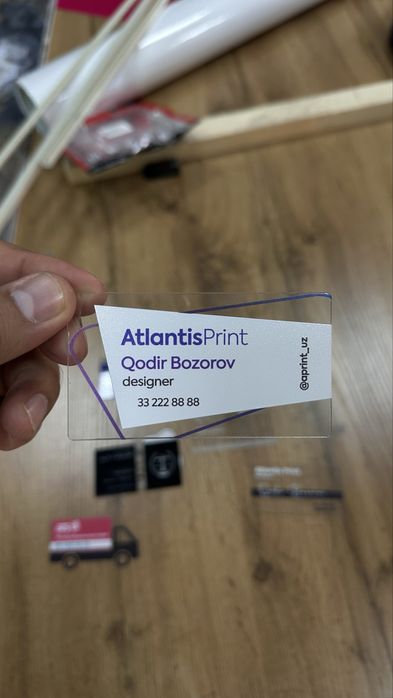 AtlantisPrint
Qodir Bozorov
designer
33 222 88 88
@aprint_uz